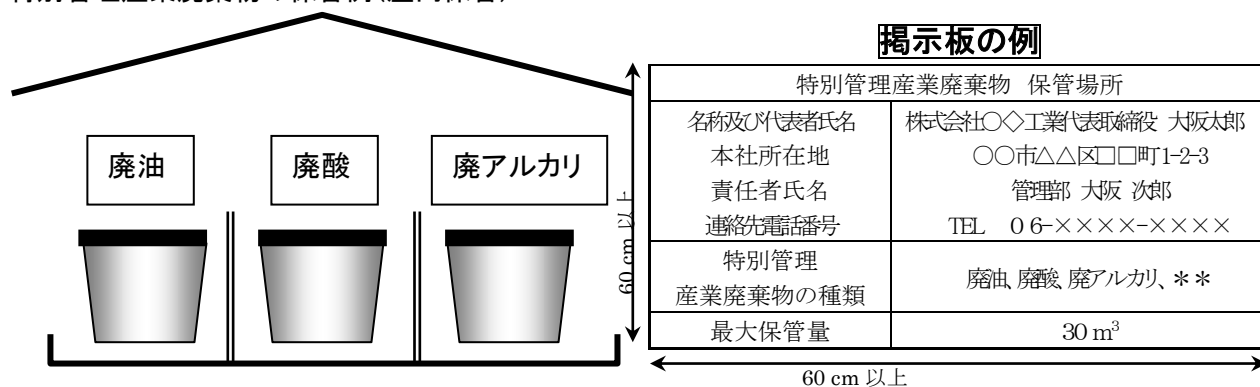 特別管理産業廃棄物の保管例(屋内保管)
廃油
廃酸
廃アルカリ
掲示板の例
特別管理産業廃棄物 保管場所
名称及び代表者氏名 株式会社〇◇工業代表取締役 大阪太郎
本社所在地 〇〇市△△区□□町1-2-3
責任者氏名 管理部 大阪 次郎
連絡先電話番号 TEL 06-××××-××××
特別管理
産業廃棄物の種類
廃油、廃酸、廃アルカリ、＊＊
最大保管量 30 m³
60 cm 以上
60 cm 以上